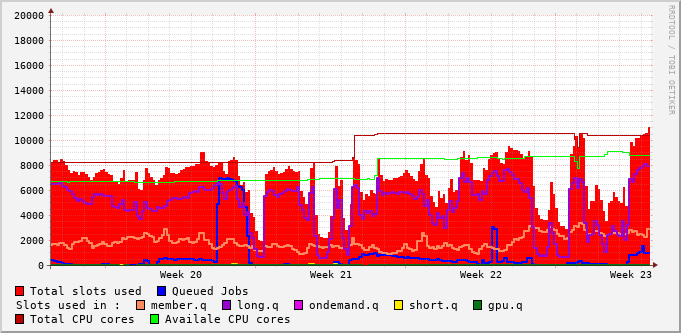 20000
18000
16000
14000
12000
10000
8000
6000
4000
2000
0
Week 20 Week 21 Week 22 Week 23
RRDTOOL / TOBI OETIKER
Total slots used Queued Jobs
Slots used in : member.q long.q ondemand.q short.q gpu.q
Total CPU cores Availale CPU cores